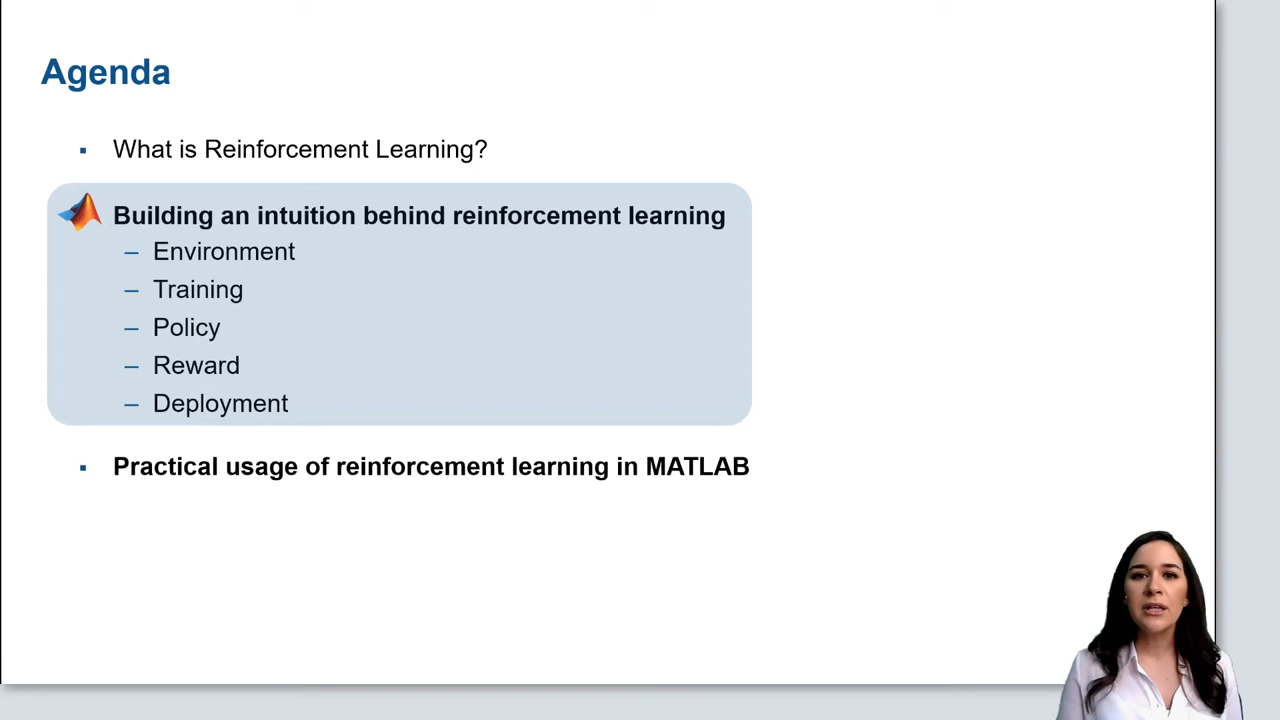 Agenda
▪ What is Reinforcement Learning?
Building an intuition behind reinforcement learning
– Environment
– Training
– Policy
– Reward
– Deployment
▪ Practical usage of reinforcement learning in MATLAB